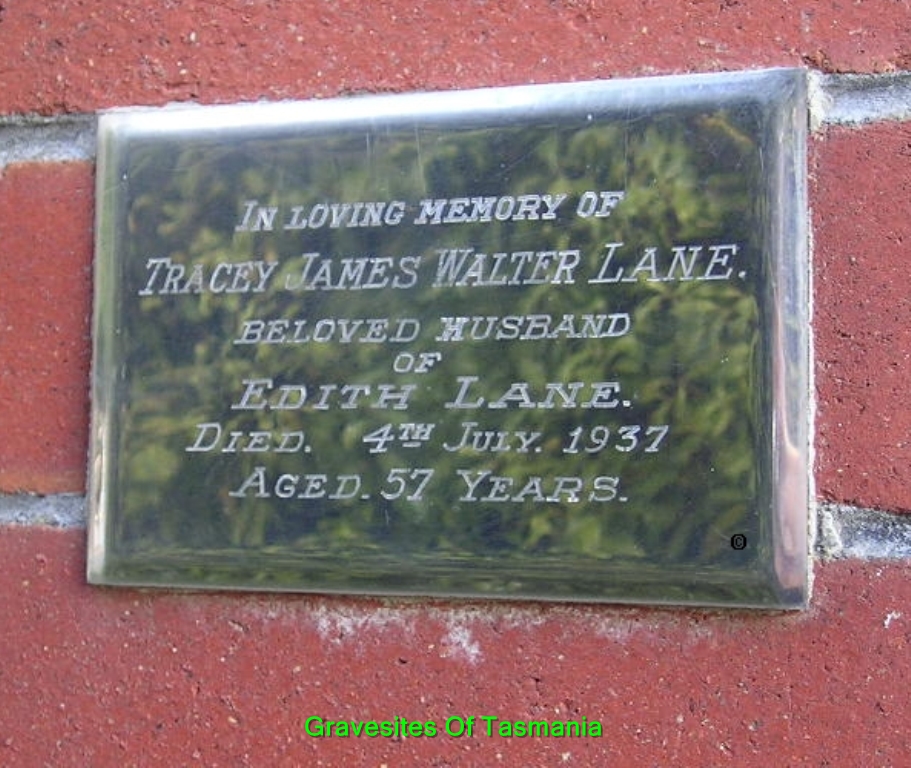 IN LOVING MEMORY OF
TRACEY JAMES WALTER LANE.
BELOVED HUSBAND
OF
EDITH LANE.
DIED. 4TH JULY. 1937
AGED. 57 YEARS.
©
Gravesites Of Tasmania